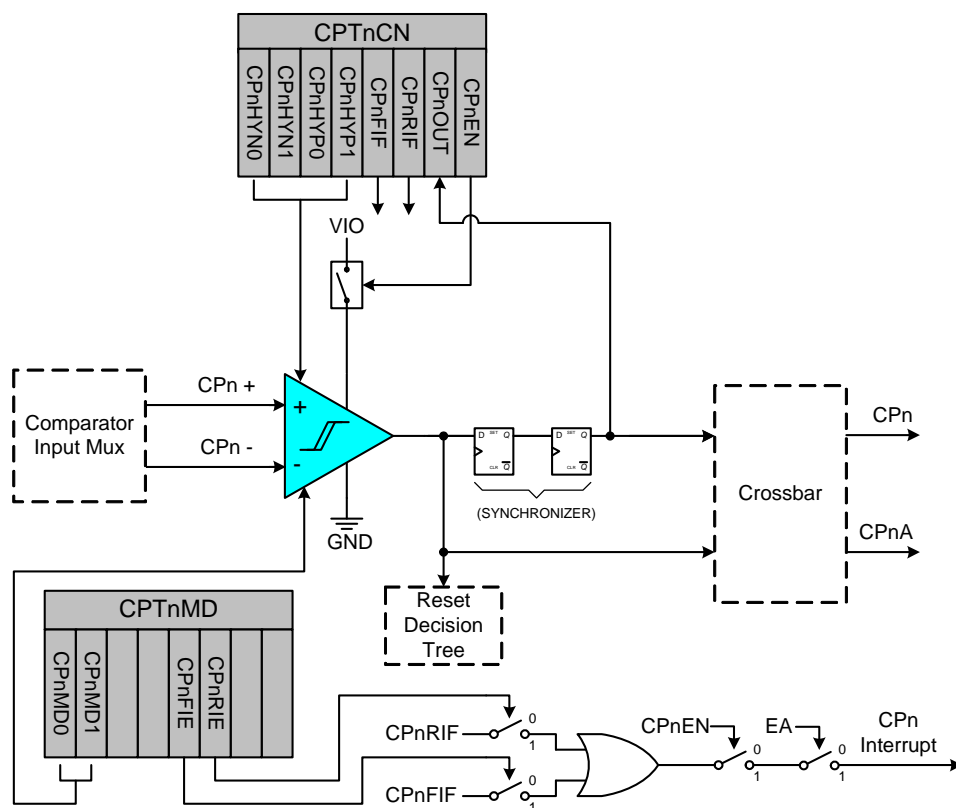 CPTnCN
CPnHYN0
CPnHYN1
CPnHYP0
CPnHYP1
CPnFIF
CPnRIF
CPnOUT
CPnEN
VIO
Comparator
Input Mux
CPn +
CPn -
+
-
GND
D SET Q
CLR Q
D SET Q
CLR Q
(SYNCHRONIZER)
Crossbar
CPn
CPnA
Reset
Decision
Tree
CPTnMD
CPnMD0
CPnMD1
CPnFIE
CPnRIE
CPnRIF
0
1
CPnFIF
0
1
CPnEN
0
1
EA
0
1
CPn
Interrupt